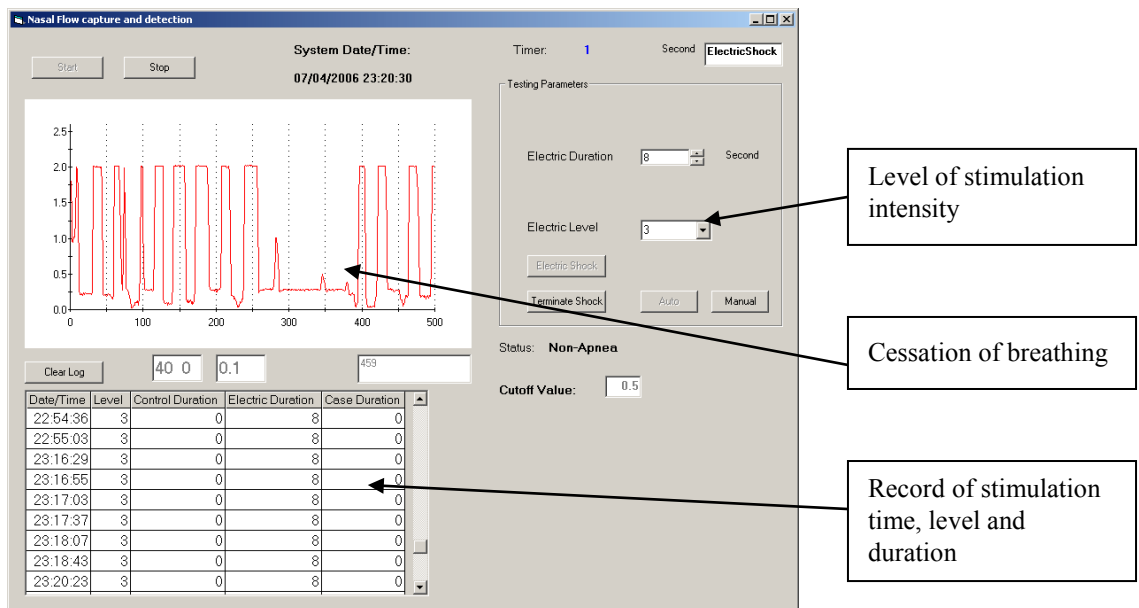 Nasal Flow capture and detection
Start
Stop
System Date/Time:
07/04/2006 23:20:30
Timer: 1 Second ElectricShock
Testing Parameters
Electric Duration 8 Second
Electric Level 3
Electric Shock
Terminate Shock
Auto
Manual
Status: Non-Apnea
Cutoff Value: 0.5
2.5
2.0
1.5
1.0
0.5
0.0
0 100 200 300 400 500
Clear Log
40 0
0.1
459
Date/Time Level Control Duration Electric Duration Case Duration
22:54:36 3 0 8 0
22:55:03 3 0 8 0
23:16:29 3 0 8 0
23:16:55 3 0 8 0
23:17:03 3 0 8 0
23:17:37 3 0 8 0
23:18:07 3 0 8 0
23:18:43 3 0 8 0
23:20:23 3 0 8 0
Level of stimulation
intensity
Cessation of breathing
Record of stimulation
time, level and
duration